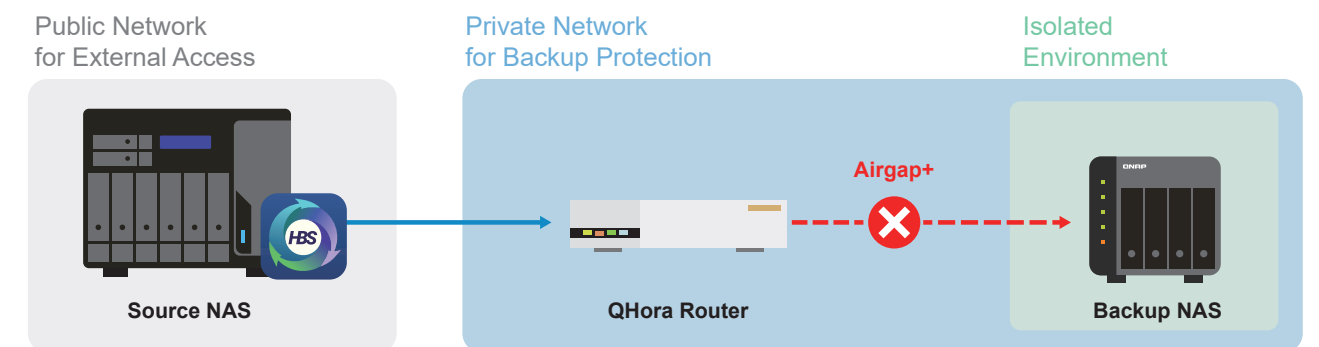 Public Network
for External Access
Private Network
for Backup Protection
Isolated
Environment
Airgap+
QNAP
HBS
Source NAS
QHora Router
Backup NAS